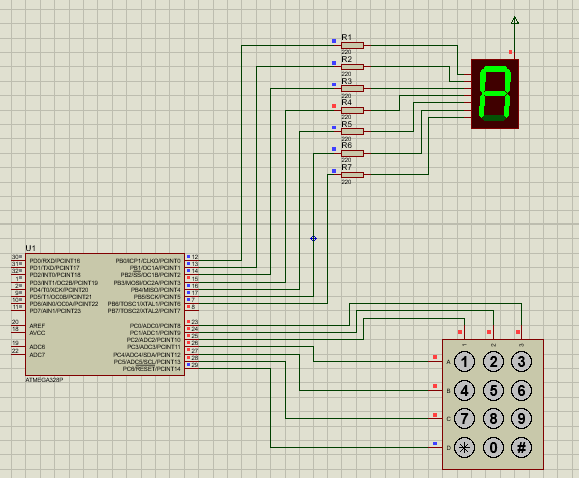 R1
220
R2
220
R3
220
R4
220
R5
220
R6
220
R7
220
U1
30 PD0/RXD/PCINT16 PB0/ICP1/CLKO/PCINT0 12
31 PD1/TXD/PCINT17 PB1/OC1A/PCINT1 13
32 PD2/INT0/PCINT18 PB2/SS/OC1B/PCINT2 14
1 PD3/INT1/OC2B/PCINT19 PB3/MOSI/OC2A/PCINT3 15
2 PD4/T0/XCK/PCINT20 PB4/MISO/PCINT4 16
9 PD5/T1/OC0B/PCINT21 PB5/SCK/PCINT5 17
10 PD6/AIN0/OC0A/PCINT22 PB6/TOSC1/XTAL1/PCINT6 7
11 PD7/AIN1/PCINT23 PB7/TOSC2/XTAL2/PCINT7 8
20 AREF PC0/ADC0/PCINT8 23
18 AVCC PC1/ADC1/PCINT9 24
PC2/ADC2/PCINT10 25
19 ADC6 PC3/ADC3/PCINT11 26
22 ADC7 PC4/ADC4/SDA/PCINT12 27
PC5/ADC5/SCL/PCINT13 28
PC6/RESET/PCINT14 29
ATMEGA328P
1 2 3
A 1 2 3
B 4 5 6
C 7 8 9
D 0 #